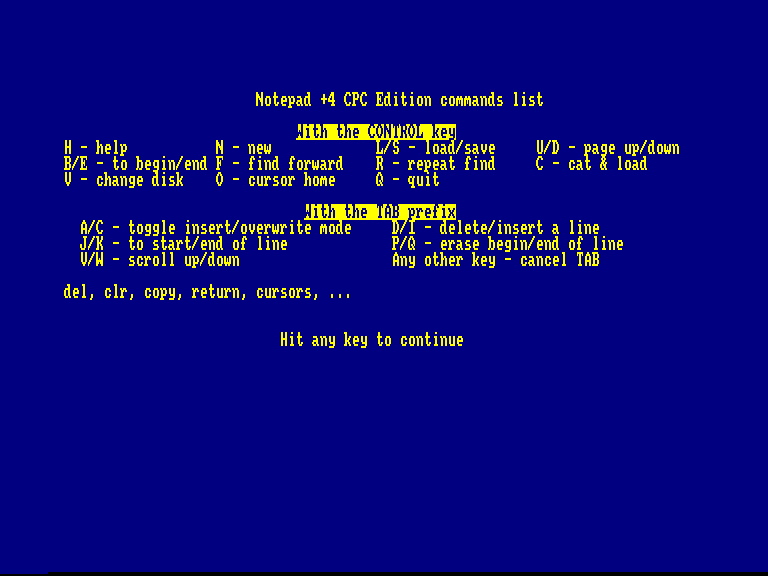 Notepad +4 CPC Edition commands list
With the CONTROL key
H - help N - new L/S - load/save U/D - page up/down
B/E - to begin/end F - find forward R - repeat find C - cat & load
V - change disk O - cursor home Q - quit
With the TAB prefix
A/C - toggle insert/overwrite mode D/I - delete/insert a line
J/K - to start/end of line P/Q - erase begin/end of line
V/W - scroll up/down Any other key - cancel TAB
del, clr, copy, return, cursors, ...
Hit any key to continue